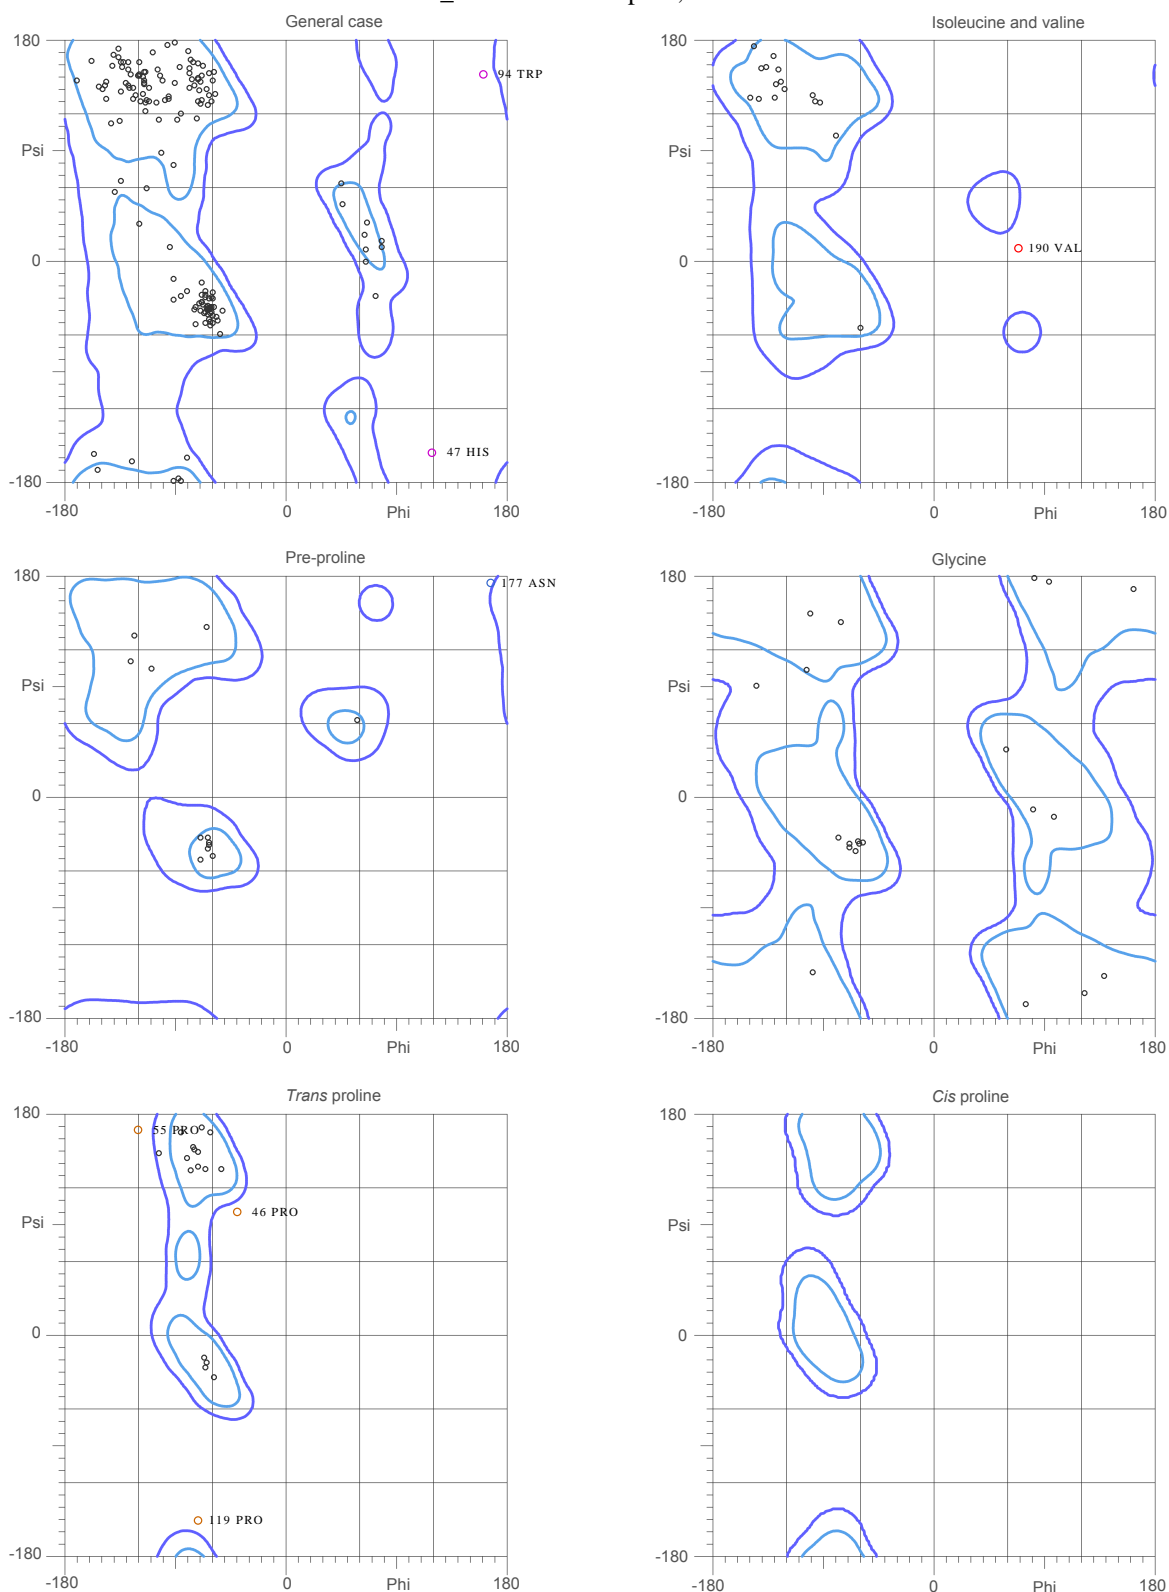 General case
180
Psi
0
-180
-180
0
Phi
180
94 TRP
47 HIS
Isoleucine and valine
180
Psi
0
-180
-180
0
Phi
180
190 VAL
Pre-proline
180
Psi
0
-180
-180
0
Phi
180
177 ASN
Glycine
180
Psi
0
-180
-180
0
Phi
180
Trans proline
180
Psi
0
-180
-180
0
Phi
180
55 PRO
46 PRO
119 PRO
Cis proline
180
Psi
0
-180
-180
0
Phi
180